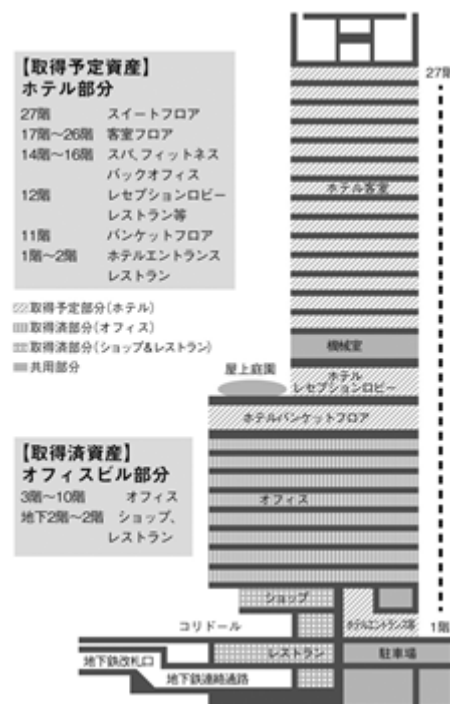 【取得予定資産】
ホテル部分
27階 スイートフロア
17階〜26階 客室フロア
14階〜16階 スパ、フィットネス
バックオフィス
12階 レセプションロビー
レストラン等
11階 バンケットフロア
1階〜2階 ホテルエントランス
レストラン
取得予定部分(ホテル)
取得済部分(オフィス)
取得済部分(ショップ&レストラン)
共用部分
【取得済資産】
オフィスビル部分
3階〜10階 オフィス
地下2階〜2階 ショップ、
レストラン
27階
ホテル客室
機械室
屋上庭園
ホテル
レセプションロビー
ホテルバンケットフロア
オフィス
ショップ
コリドール
ホテルエントランス等
1階
レストラン
駐車場
地下鉄改札口
地下鉄連絡通路